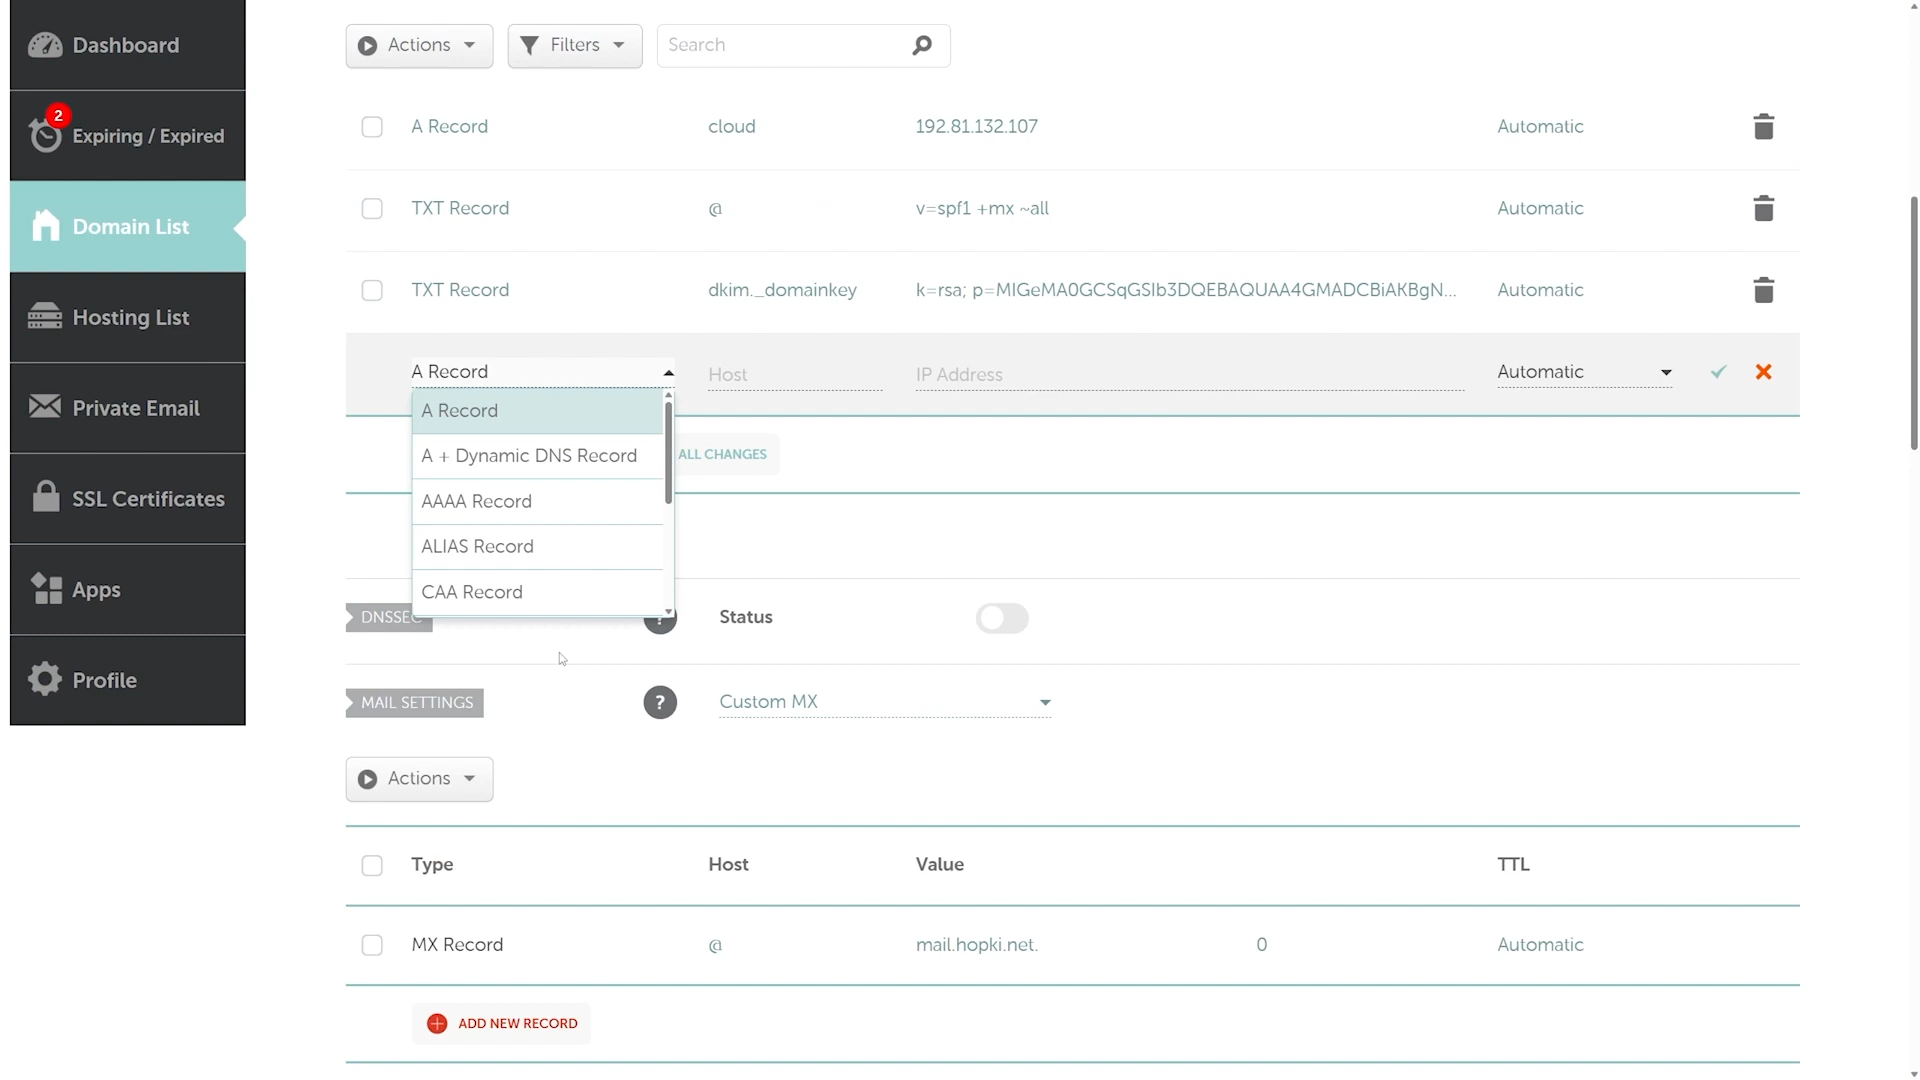 Dashboard
2
Expiring / Expired
Domain List
Hosting List
Private Email
SSL Certificates
Apps
Profile
Actions Filters Search
A Record cloud 192.81.132.107 Automatic
TXT Record @ v=spf1 +mx ~all Automatic
TXT Record dkim._domainkey k=rsa; p=MIGeMA0GCSqGSIb3DQEBAQUAA4GMADCBiAKBgN... Automatic
A Record Host IP Address Automatic
A Record
A + Dynamic DNS Record
AAAA Record
ALIAS Record
CAA Record
ALL CHANGES
DNSSEC ? Status
MAIL SETTINGS ? Custom MX
Actions
Type Host Value TTL
MX Record @ mail.hopki.net. 0 Automatic
ADD NEW RECORD